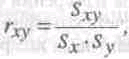 r_xy = S_xy / S_x · S_y ,